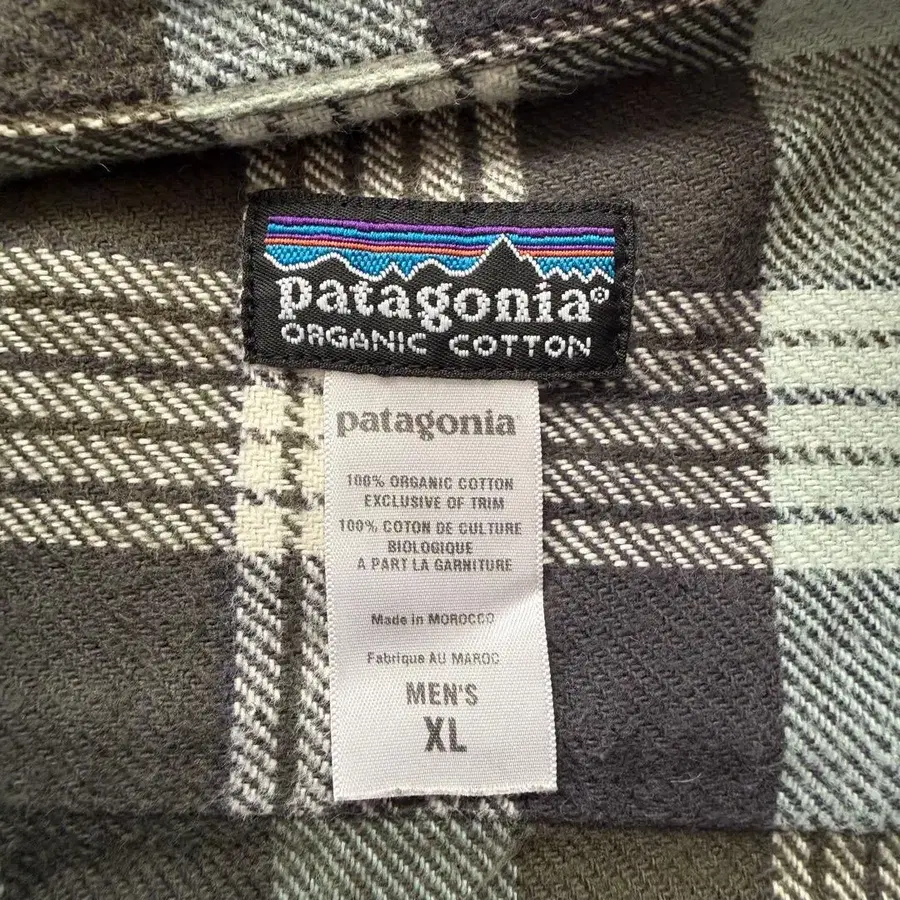 patagonia®
ORGANIC COTTON
patagonia
100% ORGANIC COTTON
EXCLUSIVE OF TRIM
100% COTON DE CULTURE
BIOLOGIQUE
A PART LA GARNITURE
Made in MOROCCO
Fabrique AU MAROC
MEN'S
XL